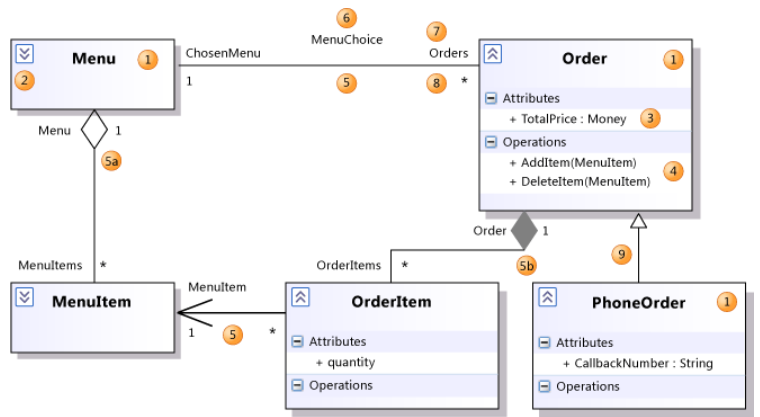 6
7
MenuChoice
ChosenMenu
Orders
Menu 1
2
1
5
8
*
Order 1
Attributes
+ TotalPrice : Money 3
Operations
+ AddItem(MenuItem)
+ DeleteItem(MenuItem)
4
Menu 1
5a
Order 1
5b
9
MenuItems *
OrderItems *
MenuItem
MenuItem
1
5
*
OrderItem
Attributes
+ quantity
Operations
PhoneOrder 1
Attributes
+ CallbackNumber : String
Operations